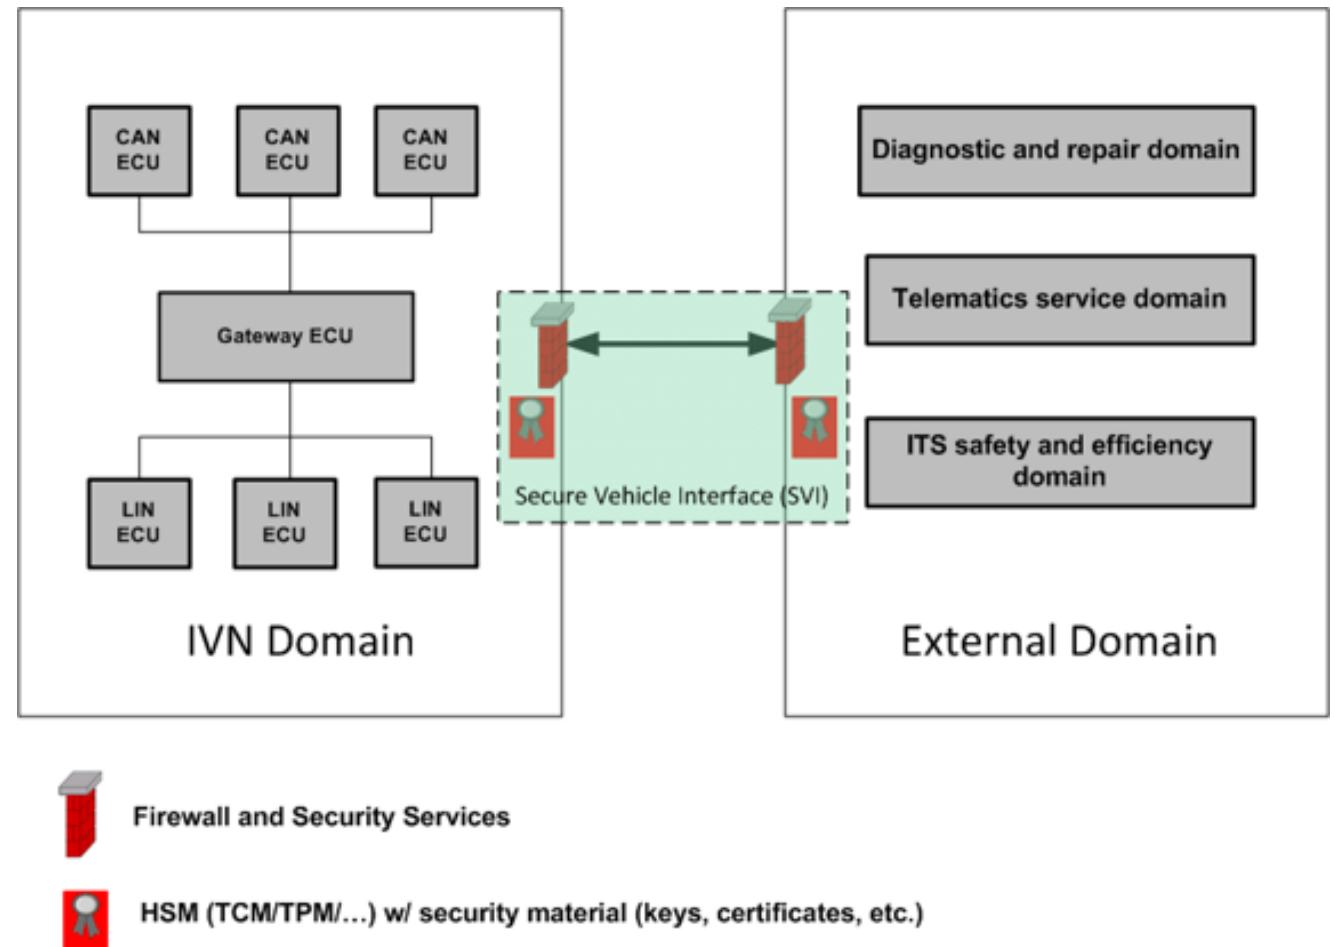 CAN
ECU
CAN
ECU
CAN
ECU
Gateway ECU
LIN
ECU
LIN
ECU
LIN
ECU
IVN Domain
Secure Vehicle Interface (SVI)
Diagnostic and repair domain
Telematics service domain
ITS safety and efficiency
domain
External Domain
Firewall and Security Services
HSM (TCM/TPM/...) w/ security material (keys, certificates, etc.)